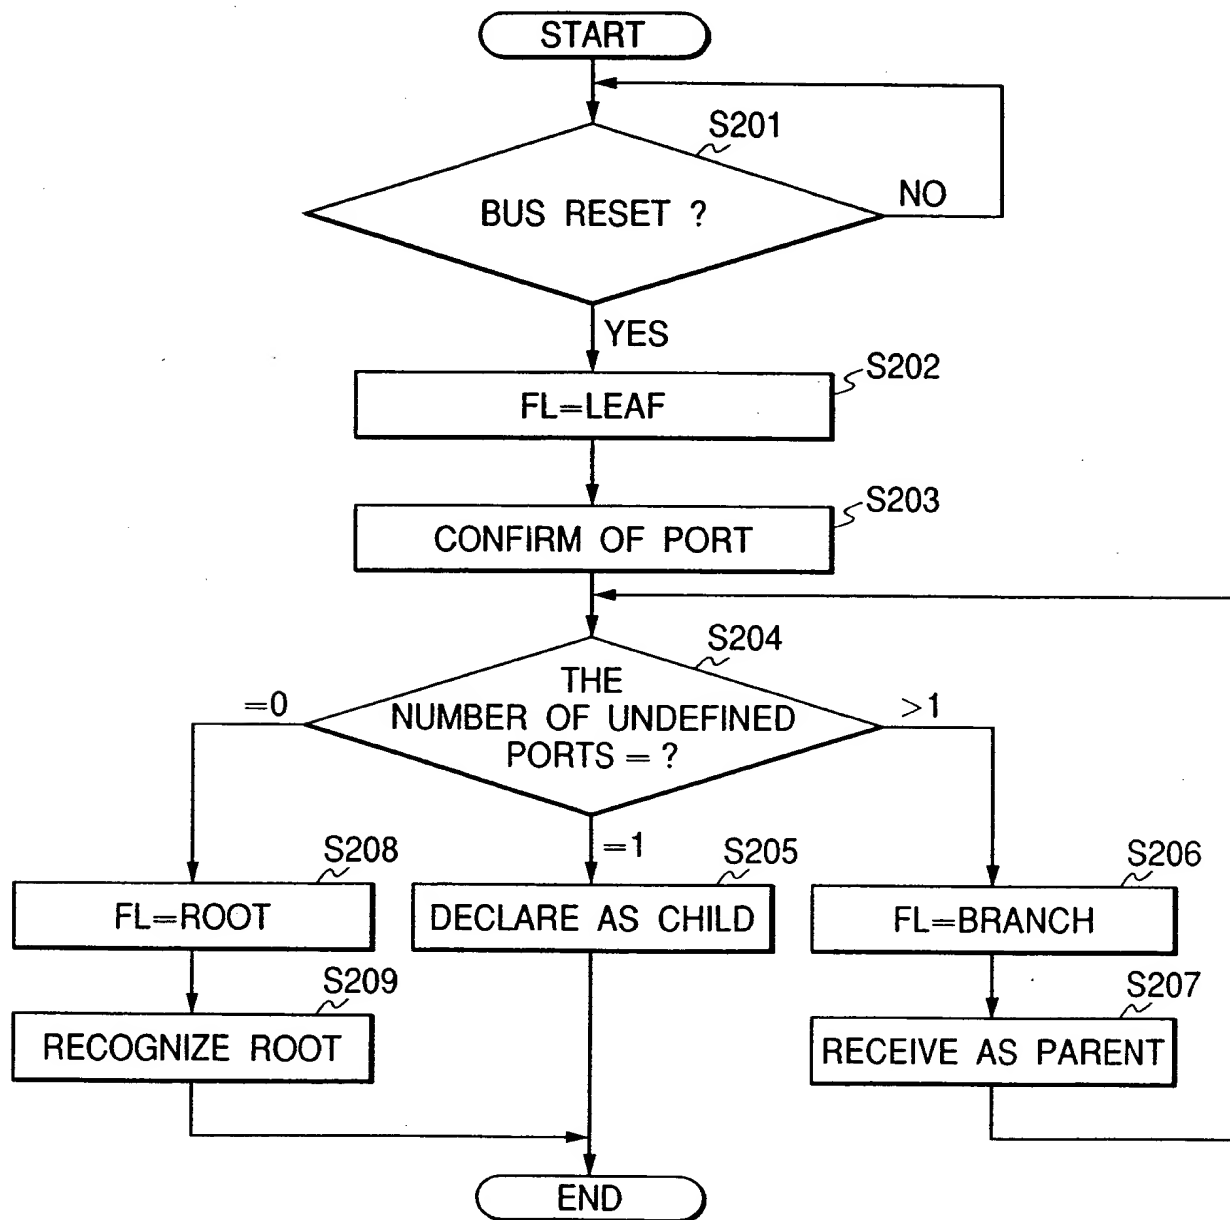 START
S201
BUS RESET ?
NO
YES
S202
FL=LEAF
S203
CONFIRM OF PORT
S204
THE
NUMBER OF UNDEFINED
PORTS = ?
=0
>1
=1
S208
S205
S206
FL=ROOT
DECLARE AS CHILD
FL=BRANCH
S209
S207
RECOGNIZE ROOT
RECEIVE AS PARENT
END